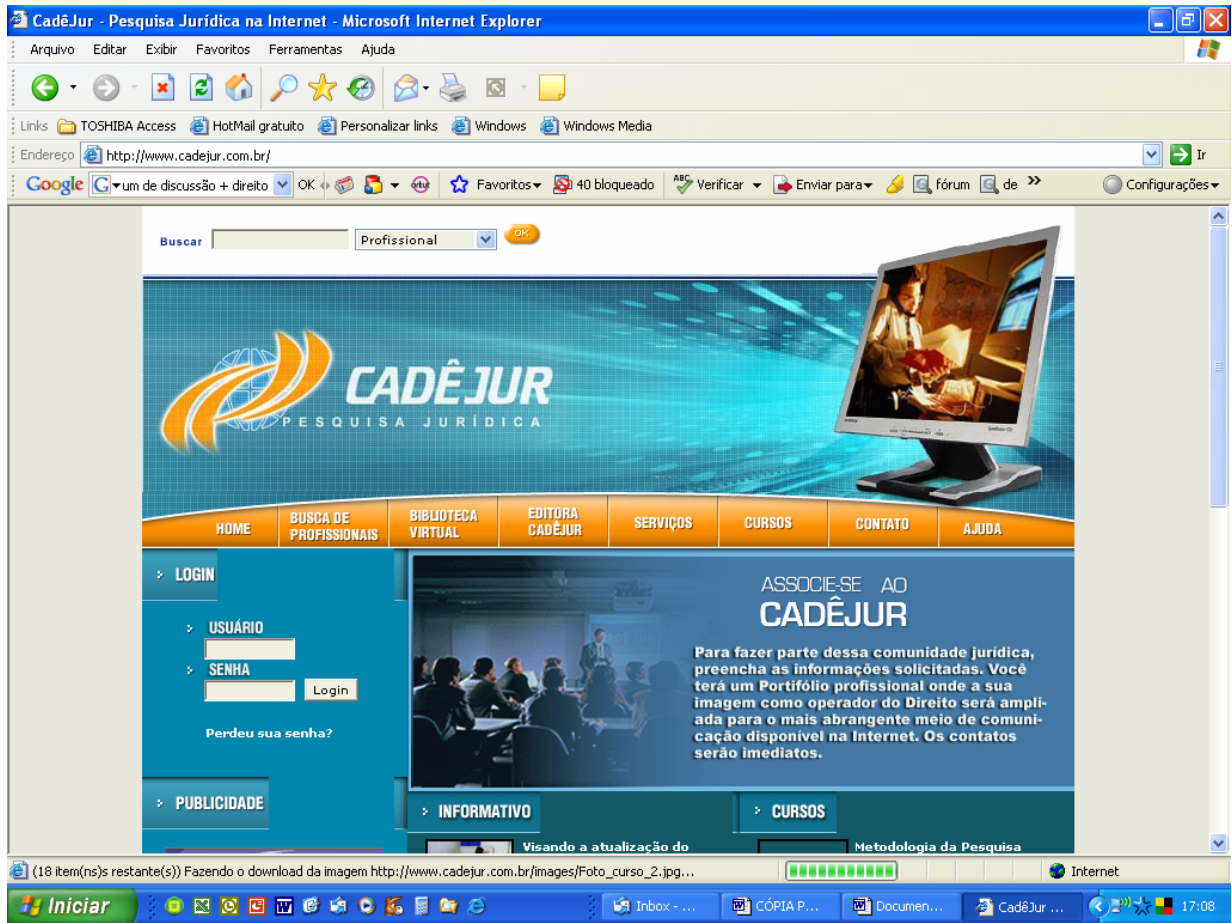 CadêJur - Pesquisa Jurídica na Internet - Microsoft Internet Explorer
Arquivo Editar Exibir Favoritos Ferramentas Ajuda
Links TOSHIBA Access HotMail gratuito Personalizar links Windows Windows Media
Endereço http://www.cadejur.com.br/ Ir
Google G um de discussão + direito OK Favoritos 40 bloqueado ABC Verificar Enviar para fórum de » Configurações
Buscar Profissional OK
CADÊJUR
PESQUISA JURÍDICA
HOME
BUSCA DE
PROFISSIONAIS
BIBLIOTECA
VIRTUAL
EDITORA
CADÊJUR
SERVIÇOS
CURSOS
CONTATO
AJUDA
LOGIN
USUÁRIO
SENHA
Login
Perdeu sua senha?
PUBLICIDADE
ASSOCIE-SE AO
CADÊJUR
Para fazer parte dessa comunidade jurídica,
preencha as informações solicitadas. Você
terá um Portifólio profissional onde a sua
imagem como operador do Direito será ampli-
ada para o mais abrangente meio de comuni-
cação disponível na Internet. Os contatos
serão imediatos.
INFORMATIVO
Visando a atualização do
CURSOS
Metodologia da Pesquisa
(18 item(ns)s restante(s)) Fazendo o download da imagem http://www.cadejur.com.br/images/Foto_curso_2.jpg... Internet
Iniciar Inbox - ... CÓPIA P... Documen... CadêJur ... 17:08